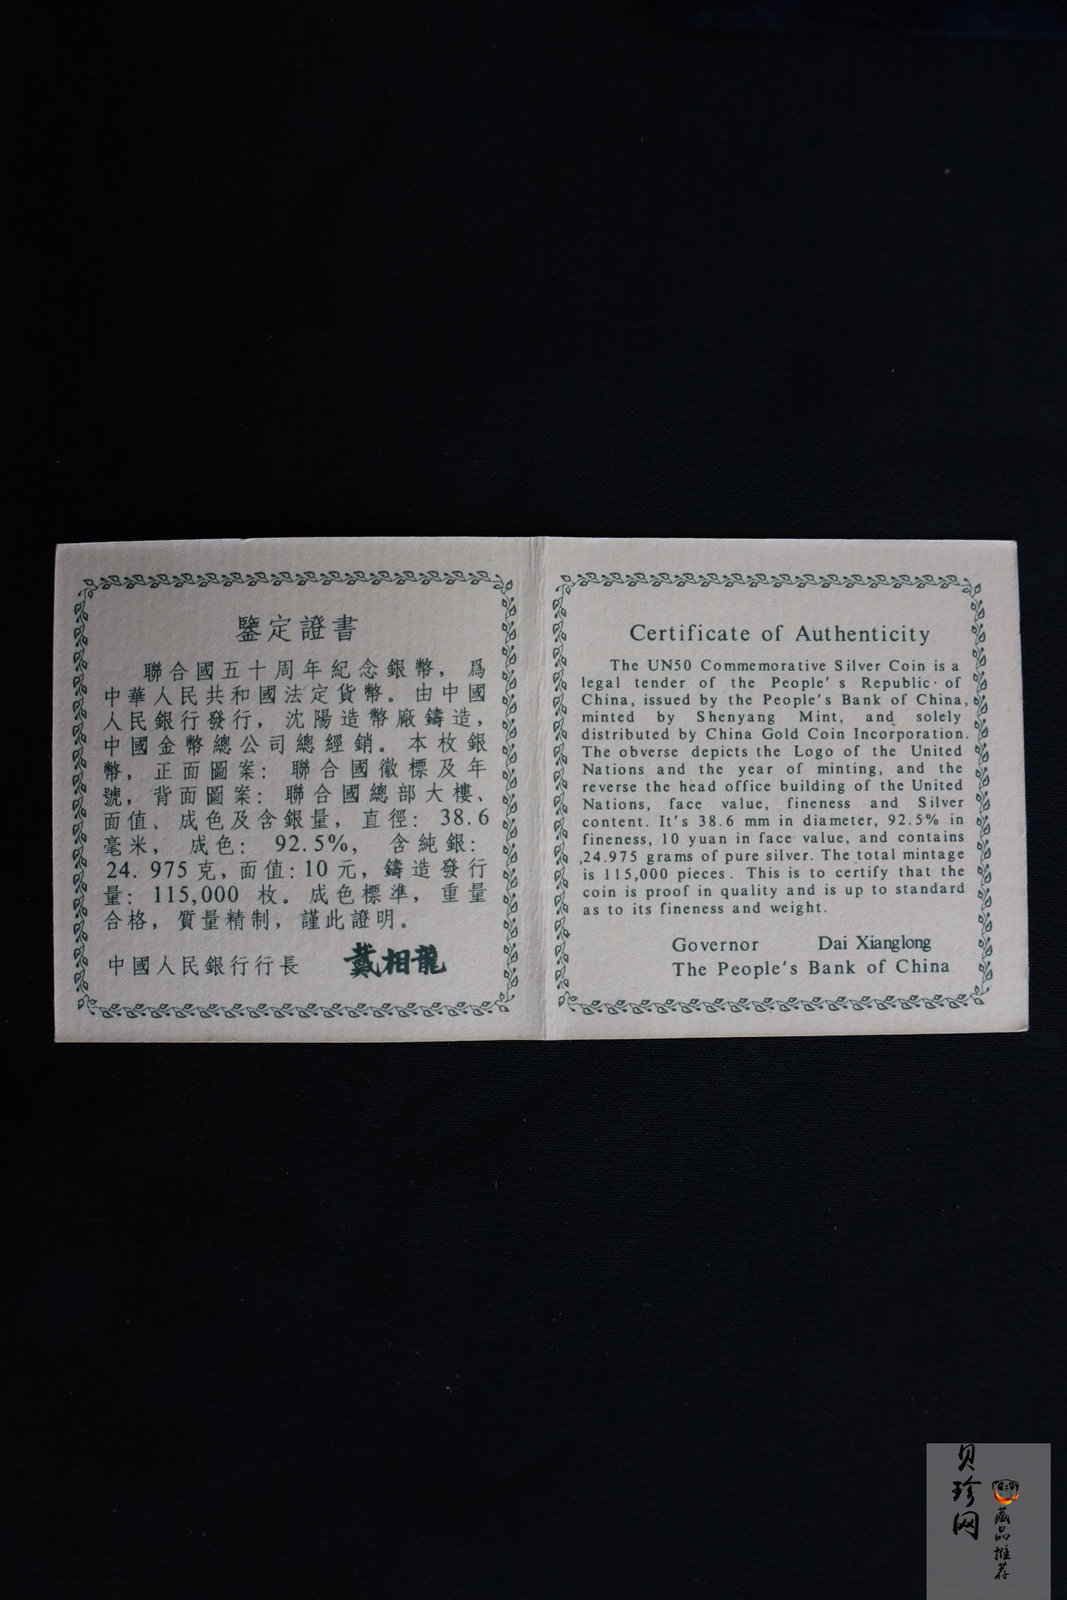 鑒定證書
聯合國五十周年紀念銀幣，爲
中華人民共和國法定貨幣。由中國
人民銀行發行，沈陽造幣廠鑄造，
中國金幣總公司總經銷。本枚銀
幣，正面圖案：聯合國徽標及年
號，背面圖案：聯合國總部大樓、
面值、成色及含銀量，直徑：38.6
毫米，成色：92.5%，含純銀：
24.975克，面值：10元，鑄造發行
量：115,000枚。成色標準，重量
合格，質量精制，謹此證明。
中國人民銀行行長 戴相龍
Certificate of Authenticity
The UN50 Commemorative Silver Coin is a
legal tender of the People's Republic of
China, issued by the People's Bank of China,
minted by Shenyang Mint, and solely
distributed by China Gold Coin Incorporation.
The obverse depicts the Logo of the United
Nations and the year of minting, and the
reverse the head office building of the United
Nations, face value, fineness and Silver
content. It's 38.6 mm in diameter, 92.5% in
fineness, 10 yuan in face value, and contains
24.975 grams of pure silver. The total mintage
is 115,000 pieces. This is to certify that the
coin is proof in quality and is up to standard
as to its fineness and weight.
Governor Dai Xianglong
The People's Bank of China
贝珍网
藏品推荐